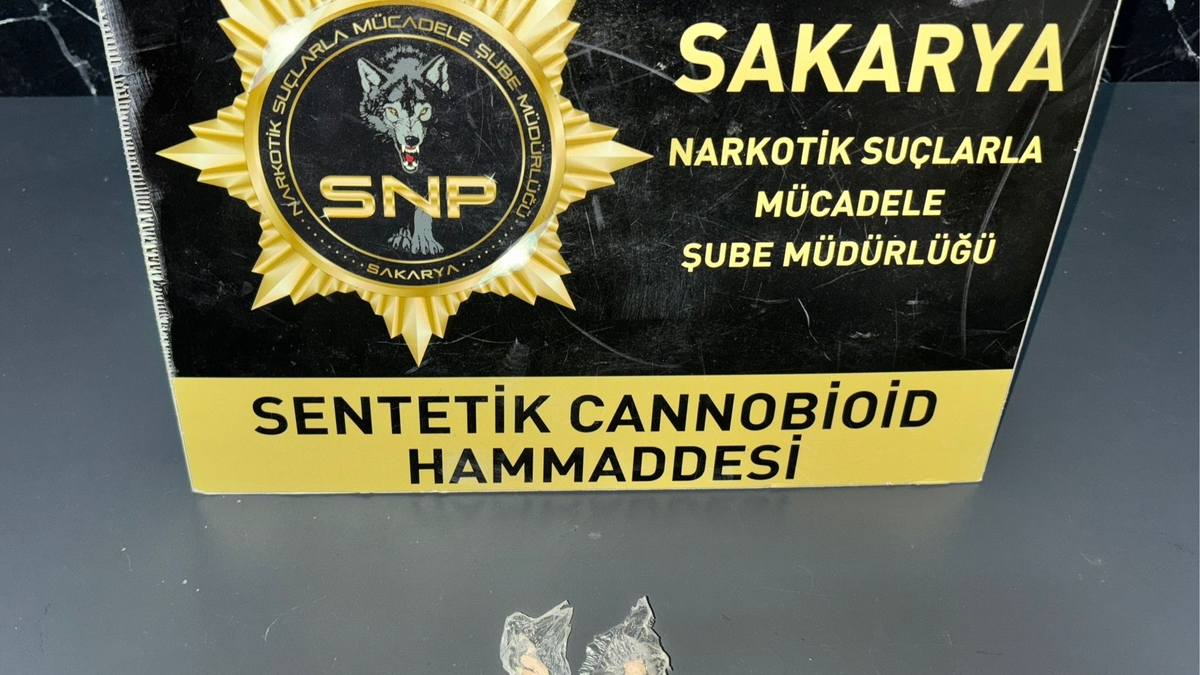 NARKOTİK SUÇLARLA MÜCADELE ŞUBE MÜDÜRLÜĞÜ
SNP
SAKARYA
SAKARYA
NARKOTİK SUÇLARLA
MÜCADELE
ŞUBE MÜDÜRLÜĞÜ
SENTETİK CANNOBİOİD
HAMMADDESİ